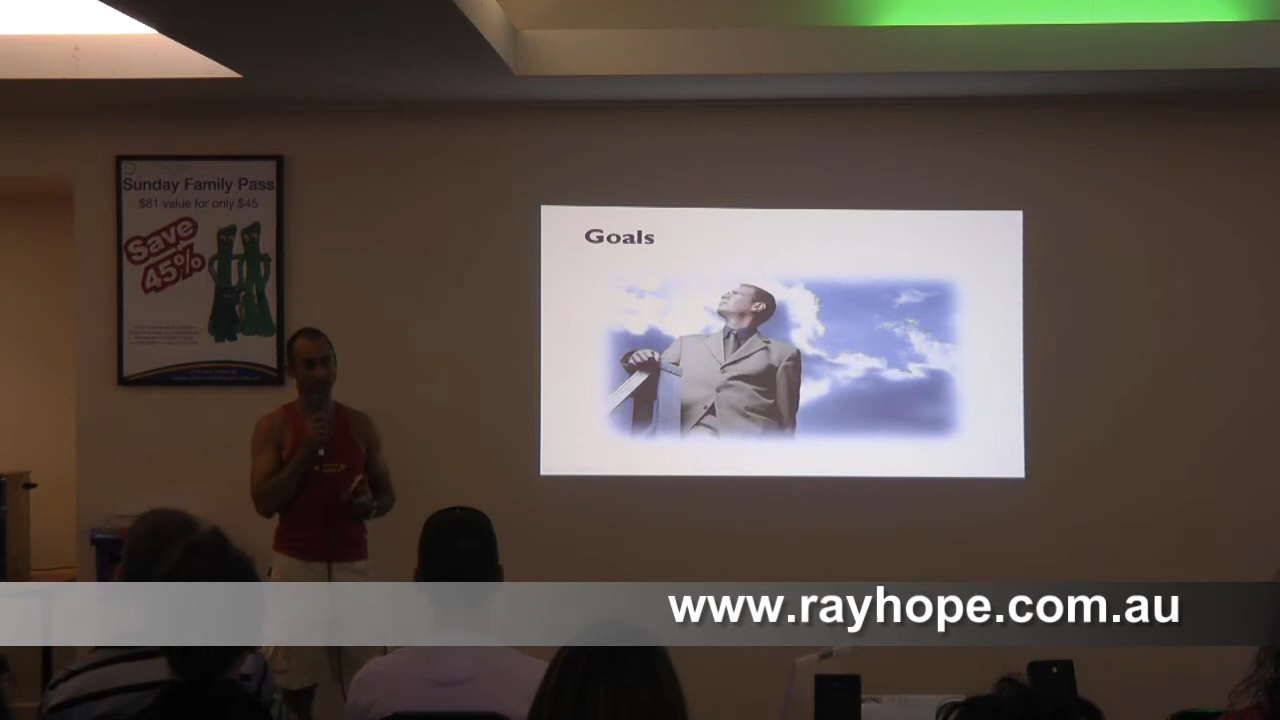 Sunday Family Pass
$81 value for only $45
Save
45%
Goals
www.rayhope.com.au